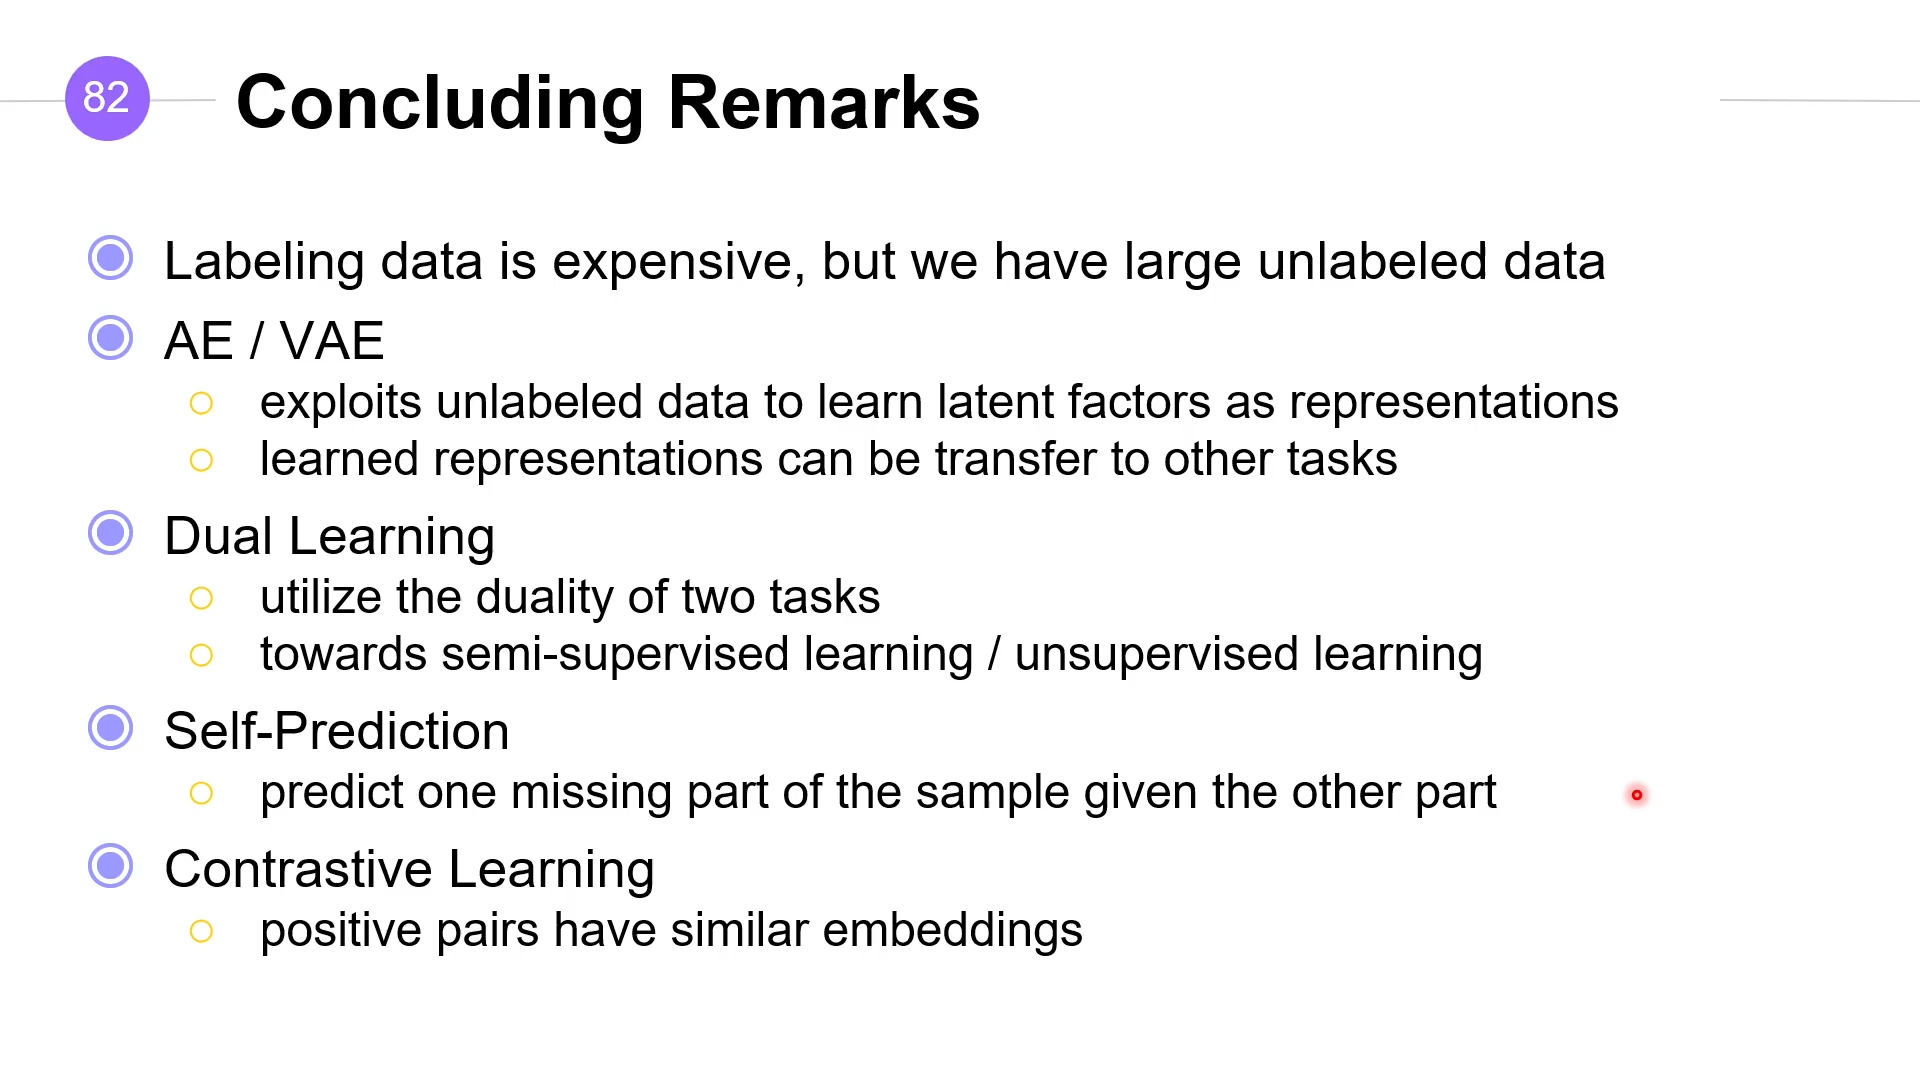 82
Concluding Remarks
Labeling data is expensive, but we have large unlabeled data
AE / VAE
exploits unlabeled data to learn latent factors as representations
learned representations can be transfer to other tasks
Dual Learning
utilize the duality of two tasks
towards semi-supervised learning / unsupervised learning
Self-Prediction
predict one missing part of the sample given the other part
Contrastive Learning
positive pairs have similar embeddings